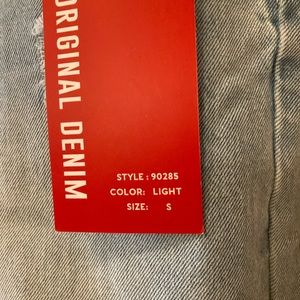 ORIGINAL DENIM
STYLE: 90285
COLOR: LIGHT
SIZE: S